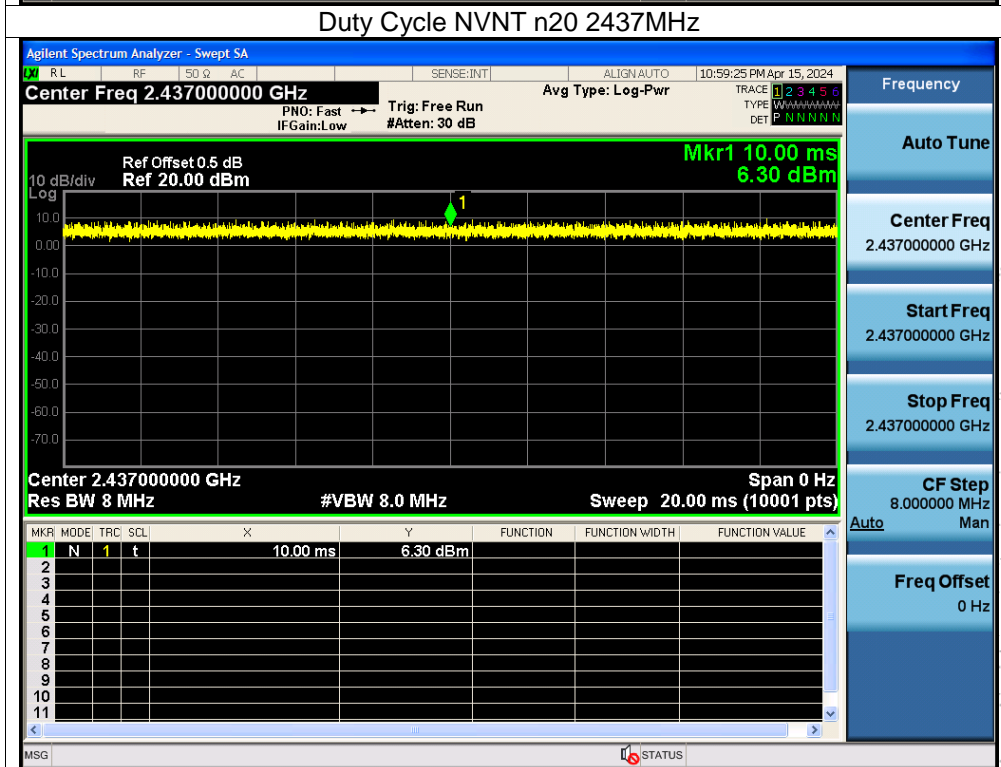 Duty Cycle NVNT n20 2437MHz
Agilent Spectrum Analyzer - Swept SA
LXI RL RF 50 Ω AC SENSE:INT ALIGN AUTO 10:59:25 PM Apr 15, 2024
Center Freq 2.437000000 GHz Avg Type: Log-Pwr TRACE 1 2 3 4 5 6
PNO: Fast Trig: Free Run TYPE WWWWWW
IFGain:Low #Atten: 30 dB DET P N N N N N
Frequency
Auto Tune
Mkr1 10.00 ms
Ref Offset 0.5 dB
10 dB/div Ref 20.00 dBm 6.30 dBm
Log
1
10.0
0.00
-10.0
-20.0
-30.0
-40.0
-50.0
-60.0
-70.0
Center 2.437000000 GHz Span 0 Hz
Res BW 8 MHz #VBW 8.0 MHz Sweep 20.00 ms (10001 pts)
Center Freq
2.437000000 GHz
Start Freq
2.437000000 GHz
Stop Freq
2.437000000 GHz
CF Step
8.000000 MHz
Auto Man
Freq Offset
0 Hz
MKR MODE TRC SCL X Y FUNCTION FUNCTION WIDTH FUNCTION VALUE
1 N 1 t 10.00 ms 6.30 dBm
2
3
4
5
6
7
8
9
10
11
MSG STATUS